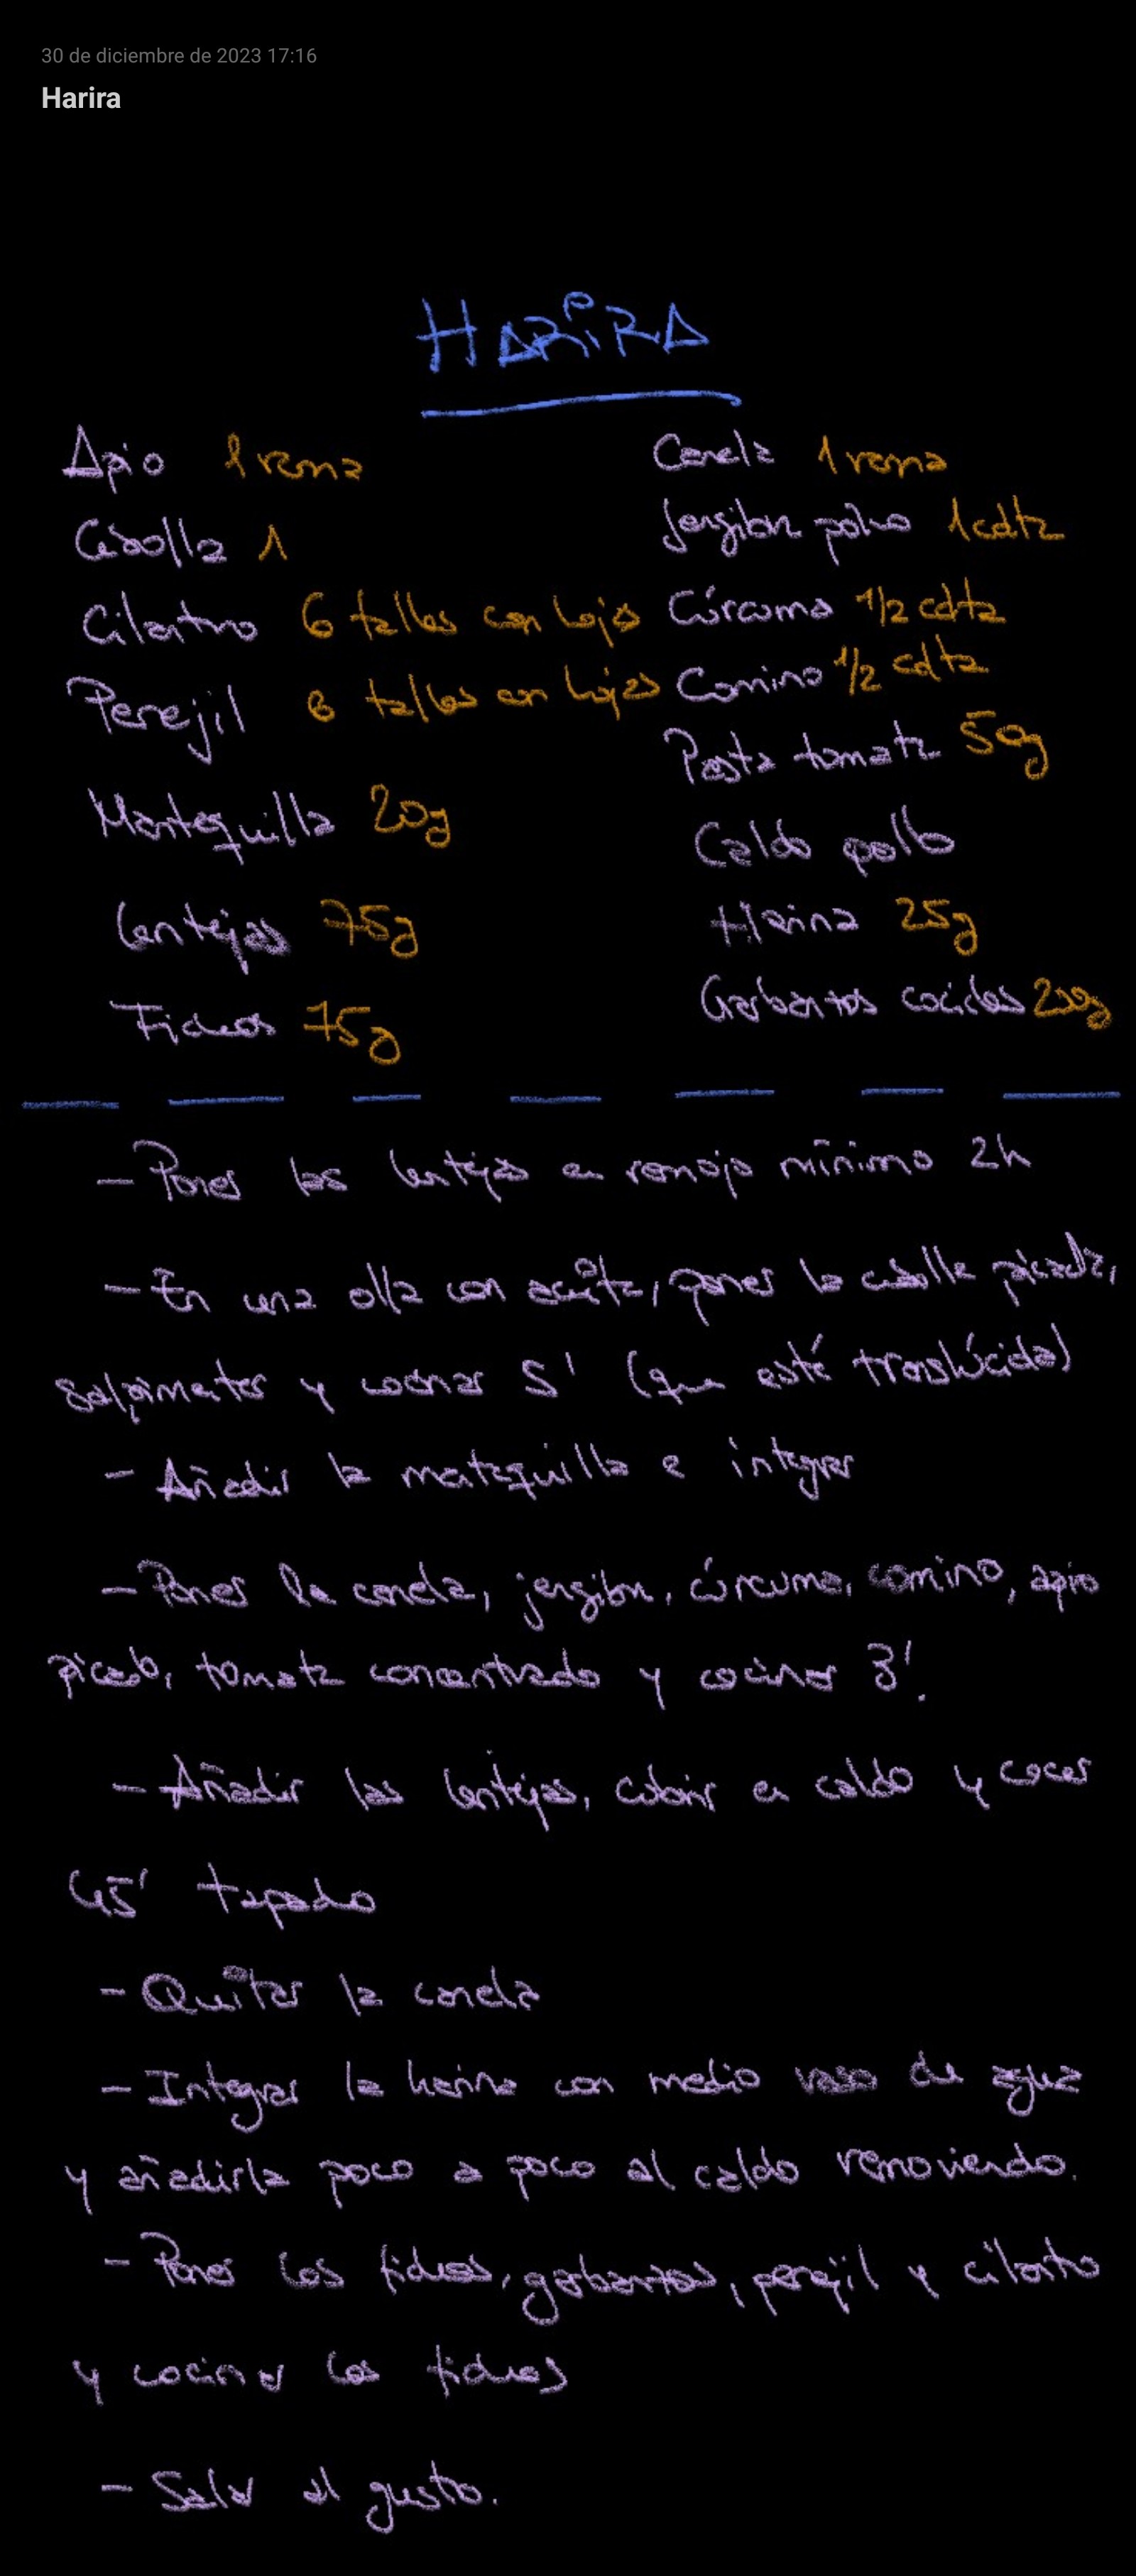 30 de diciembre de 2023 17:16
Harira
HARIRA
Apio 1 rama
Cebolla 1
Cilantro 6 tallos con hojas
Perejil 6 tallos con hojas
Mantequilla 20g
Lentejas 75g
Fideos 75g
Canela 1 rama
Jengibre polvo 1 cdta
Cúrcuma 1/2 cdta
Comino 1/2 cdta
Pasta tomate 50g
Caldo pollo
Harina 25g
Garbanzos cocidos 200g
- Poner las lentejas en remojo mínimo 2h
- En una olla con aceite, poner la cebolla picada,
salpimentar y cocinar 5' (que esté traslúcida)
- Añadir la mantequilla e integrar
- Poner la canela, jengibre, cúrcuma, comino, apio
picado, tomate concentrado y cocinar 3'.
- Añadir las lentejas, cubrir en caldo y cocer
45' tapado
- Quitar la canela
- Integrar la harina con medio vaso de agua
y añadirla poco a poco al caldo removiendo.
- Poner los fideos, garbanzos, perejil y cilantro
y cocinar los fideos
- Salar al gusto.